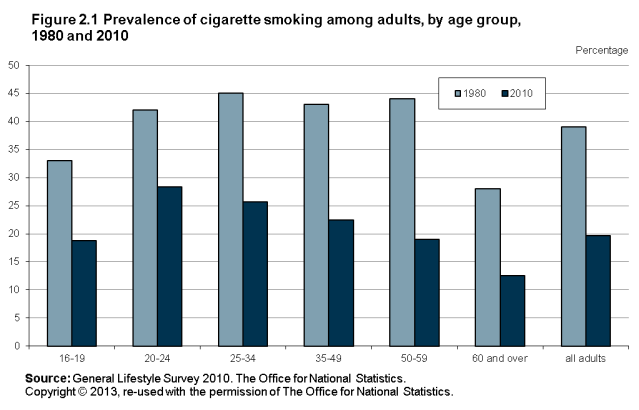 Figure 2.1 Prevalence of cigarette smoking among adults, by age group,
1980 and 2010
Percentage
50
45
40
35
30
25
20
15
10
5
0
1980 2010
16-19 20-24 25-34 35-49 50-59 60 and over all adults
Source: General Lifestyle Survey 2010. The Office for National Statistics.
Copyright © 2013, re-used with the permission of The Office for National Statistics.